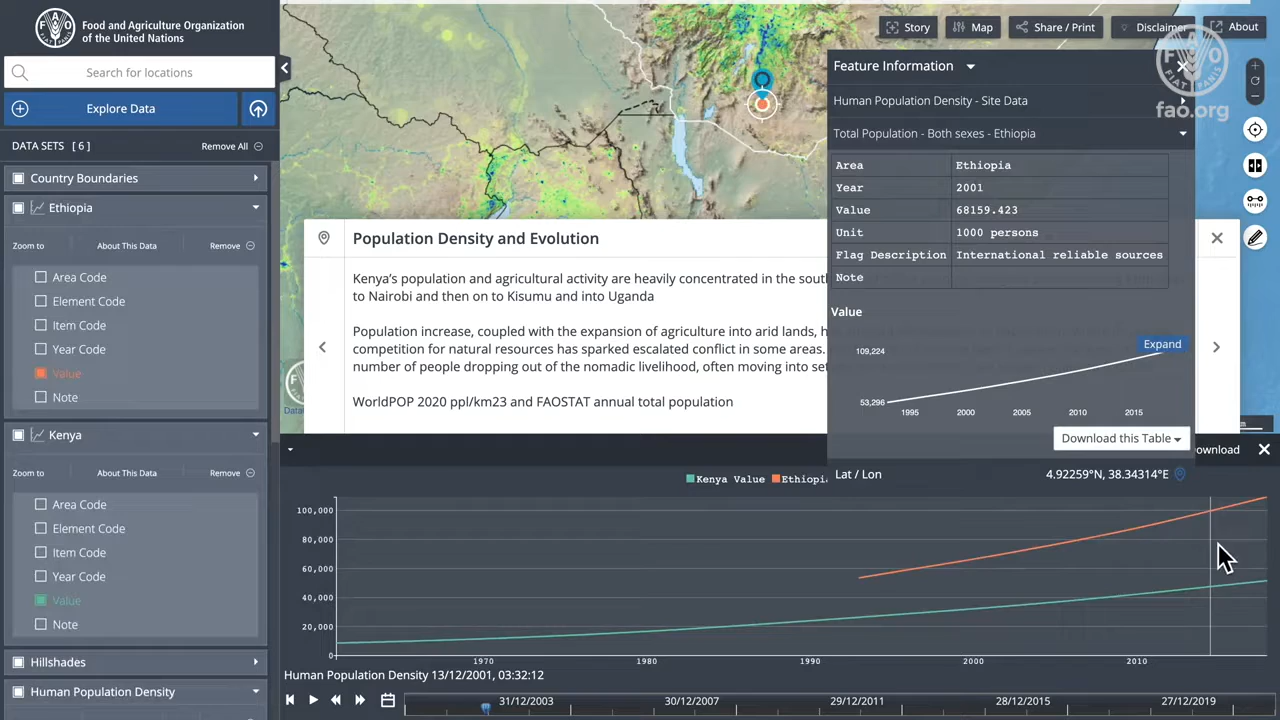 Food and Agriculture Organization
of the United Nations
Search for locations
Explore Data
DATA SETS [ 6 ]
Remove All
Country Boundaries
Ethiopia
Zoom to
About This Data
Remove
Area Code
Element Code
Item Code
Year Code
Value
Note
Kenya
Zoom to
About This Data
Remove
Area Code
Element Code
Item Code
Year Code
Value
Note
Hillshades
Human Population Density
Story
Map
Share / Print
Disclaimer
About
FAO
FIAT PANIS
fao.org
Feature Information
Human Population Density - Site Data
Total Population - Both sexes - Ethiopia
Area Ethiopia
Year 2001
Value 68159.423
Unit 1000 persons
Flag Description International reliable sources
Note
Value
Expand
109,224
53,296
1995 2000 2005 2010 2015
Download this Table
Lat / Lon
4.92259°N, 38.34314°E
Population Density and Evolution
Kenya's population and agricultural activity are heavily concentrated in the sout
to Nairobi and then on to Kisumu and into Uganda
Population increase, coupled with the expansion of agriculture into arid lands, h
competition for natural resources has sparked escalated conflict in some areas.
number of people dropping out of the nomadic livelihood, often moving into set
WorldPOP 2020 ppl/km23 and FAOSTAT annual total population
ownload
Kenya Value
Ethiopi
100,000
80,000
60,000
40,000
20,000
0
1970 1980 1990 2000 2010
Human Population Density 13/12/2001, 03:32:12
31/12/2003 30/12/2007 29/12/2011 28/12/2015 27/12/2019